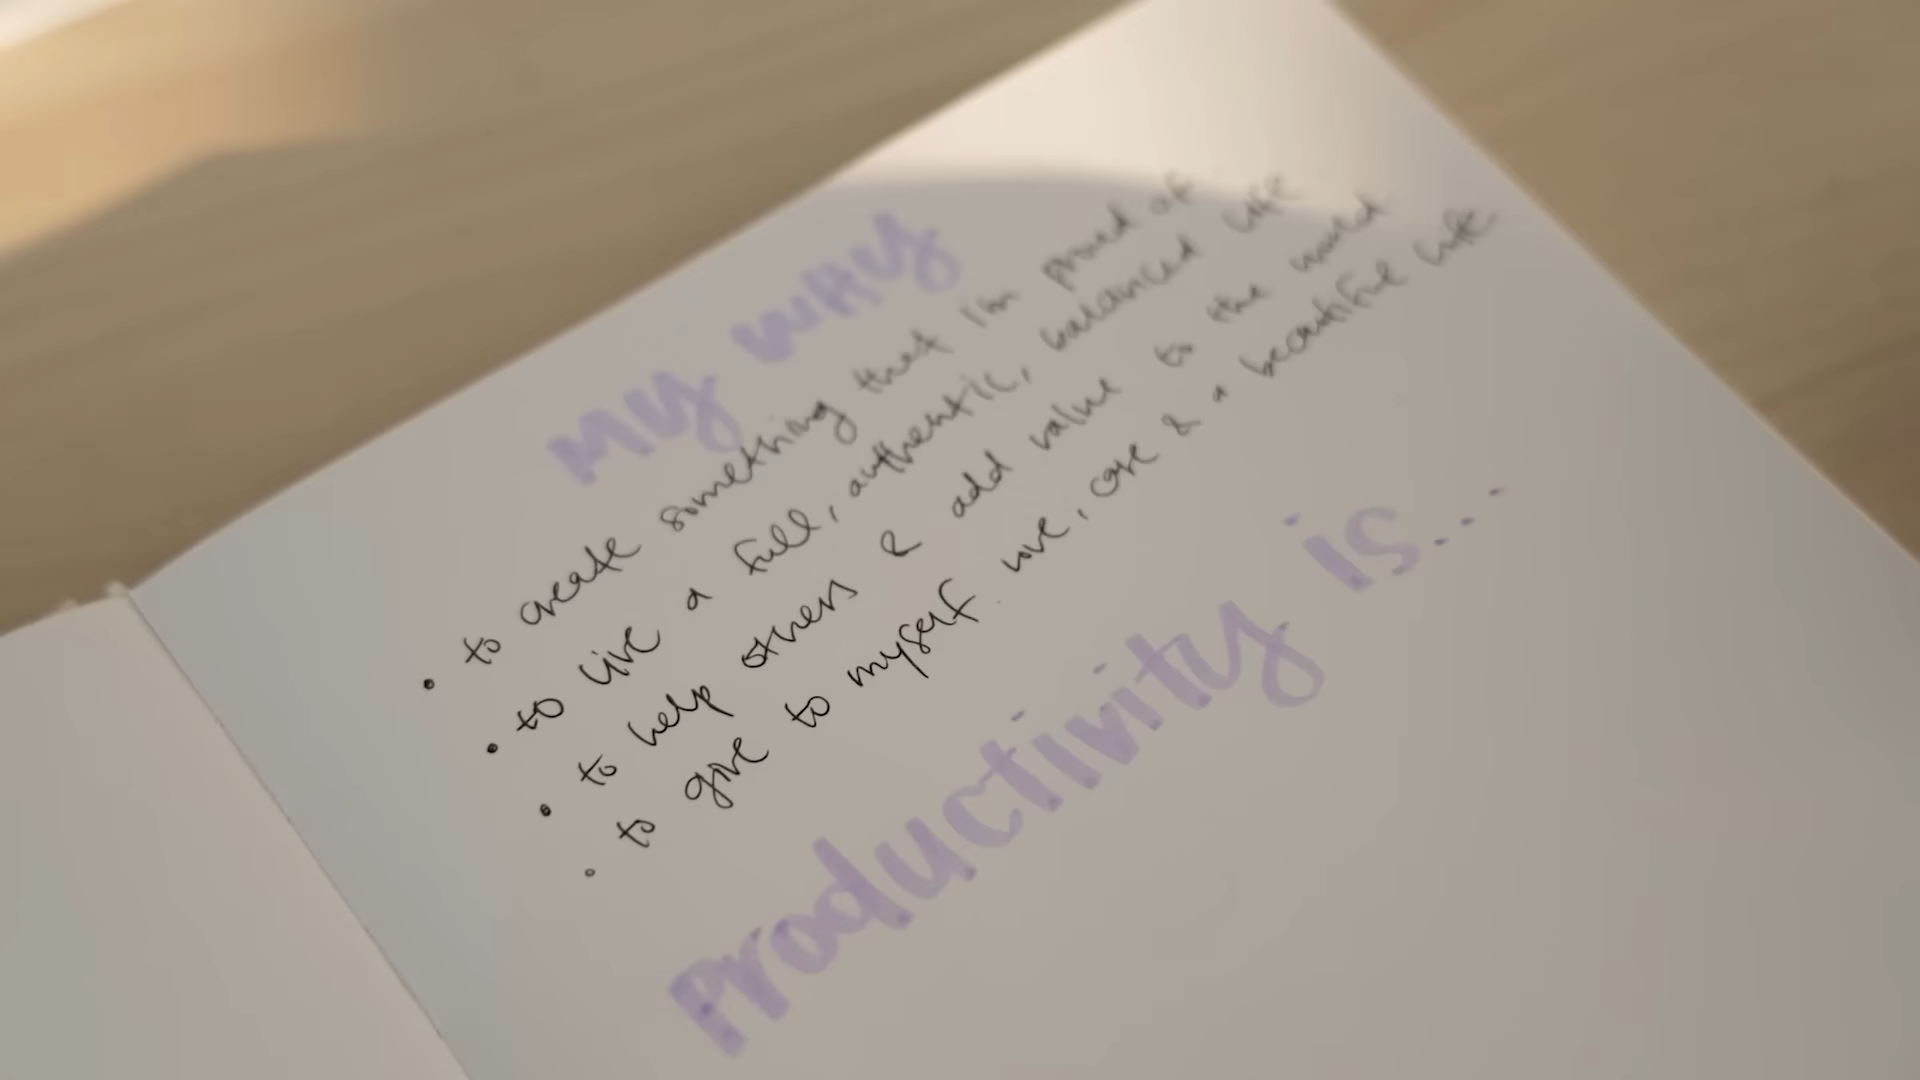 my why
• to create something that i'm proud of
• to live a full, authentic, balanced life
• to help others & add value to the world
• to give to myself love, care & a beautiful life
Productivity is...